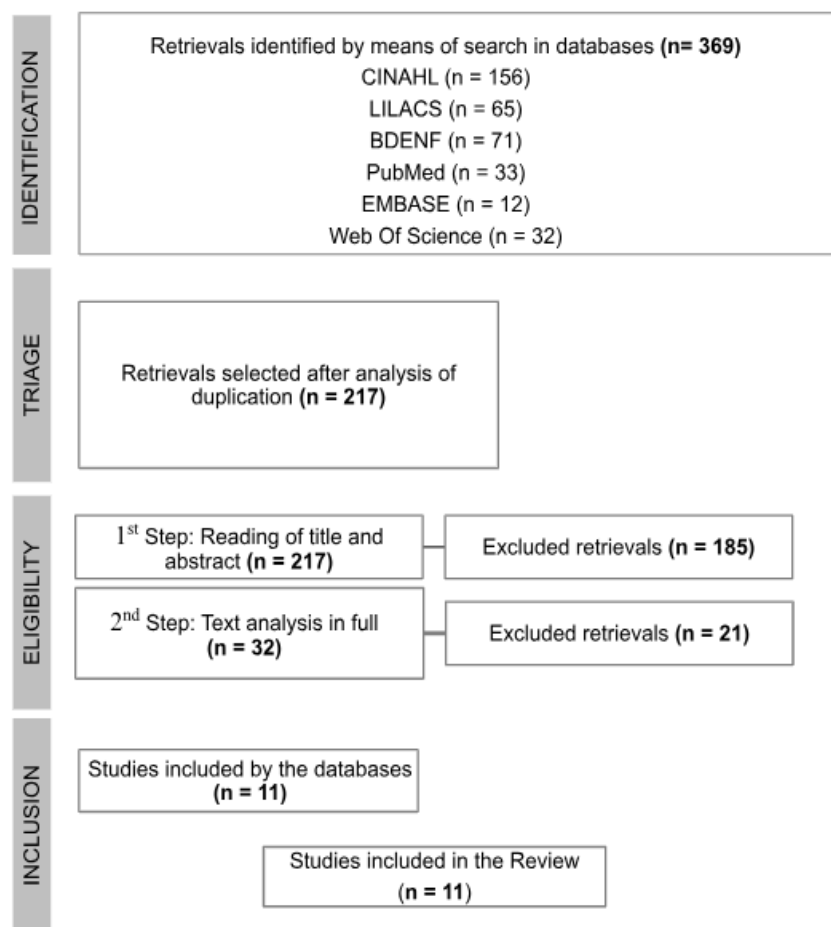 IDENTIFICATION
Retrievals identified by means of search in databases (n= 369)
CINAHL (n = 156)
LILACS (n = 65)
BDENF (n = 71)
PubMed (n = 33)
EMBASE (n = 12)
Web Of Science (n = 32)
TRIAGE
Retrievals selected after analysis of
duplication (n = 217)
ELIGIBILITY
1st Step: Reading of title and
abstract (n = 217)
Excluded retrievals (n = 185)
2nd Step: Text analysis in full
(n = 32)
Excluded retrievals (n = 21)
INCLUSION
Studies included by the databases
(n = 11)
Studies included in the Review
(n = 11)